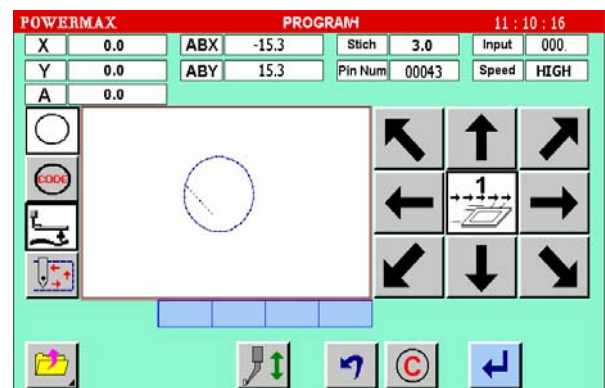 POWERMAX PROGRAM 11 : 10 : 16
X 0.0 ABX -15.3 Stich 3.0 Input 000.
Y 0.0 ABY 15.3 Pin Num 00043 Speed HIGH
A 0.0
CODE
1
C